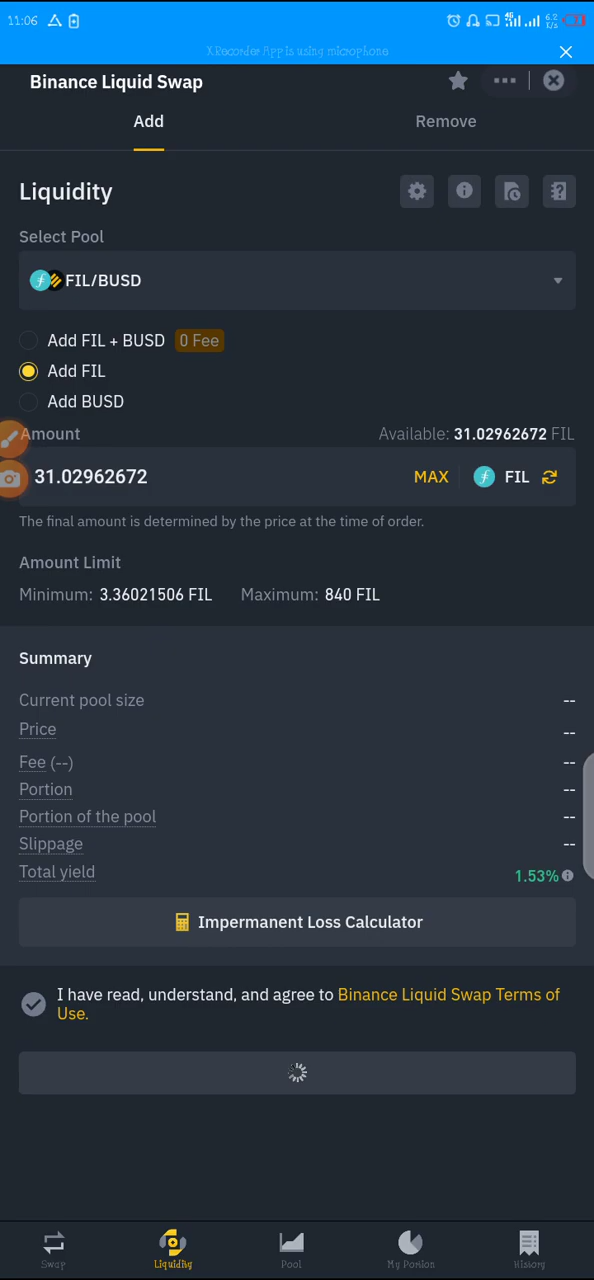 11:06
4G
6.2
K/s
XRecorder App is using microphone
Binance Liquid Swap
Add
Remove
Liquidity
Select Pool
FIL/BUSD
Add FIL + BUSD 0 Fee
Add FIL
Add BUSD
Amount
Available: 31.02962672 FIL
31.02962672
MAX
FIL
The final amount is determined by the price at the time of order.
Amount Limit
Minimum: 3.36021506 FIL Maximum: 840 FIL
Summary
Current pool size --
Price --
Fee (--) --
Portion --
Portion of the pool --
Slippage --
Total yield 1.53%
Impermanent Loss Calculator
I have read, understand, and agree to Binance Liquid Swap Terms of
Use.
Swap
Liquidity
Pool
My Portion
History